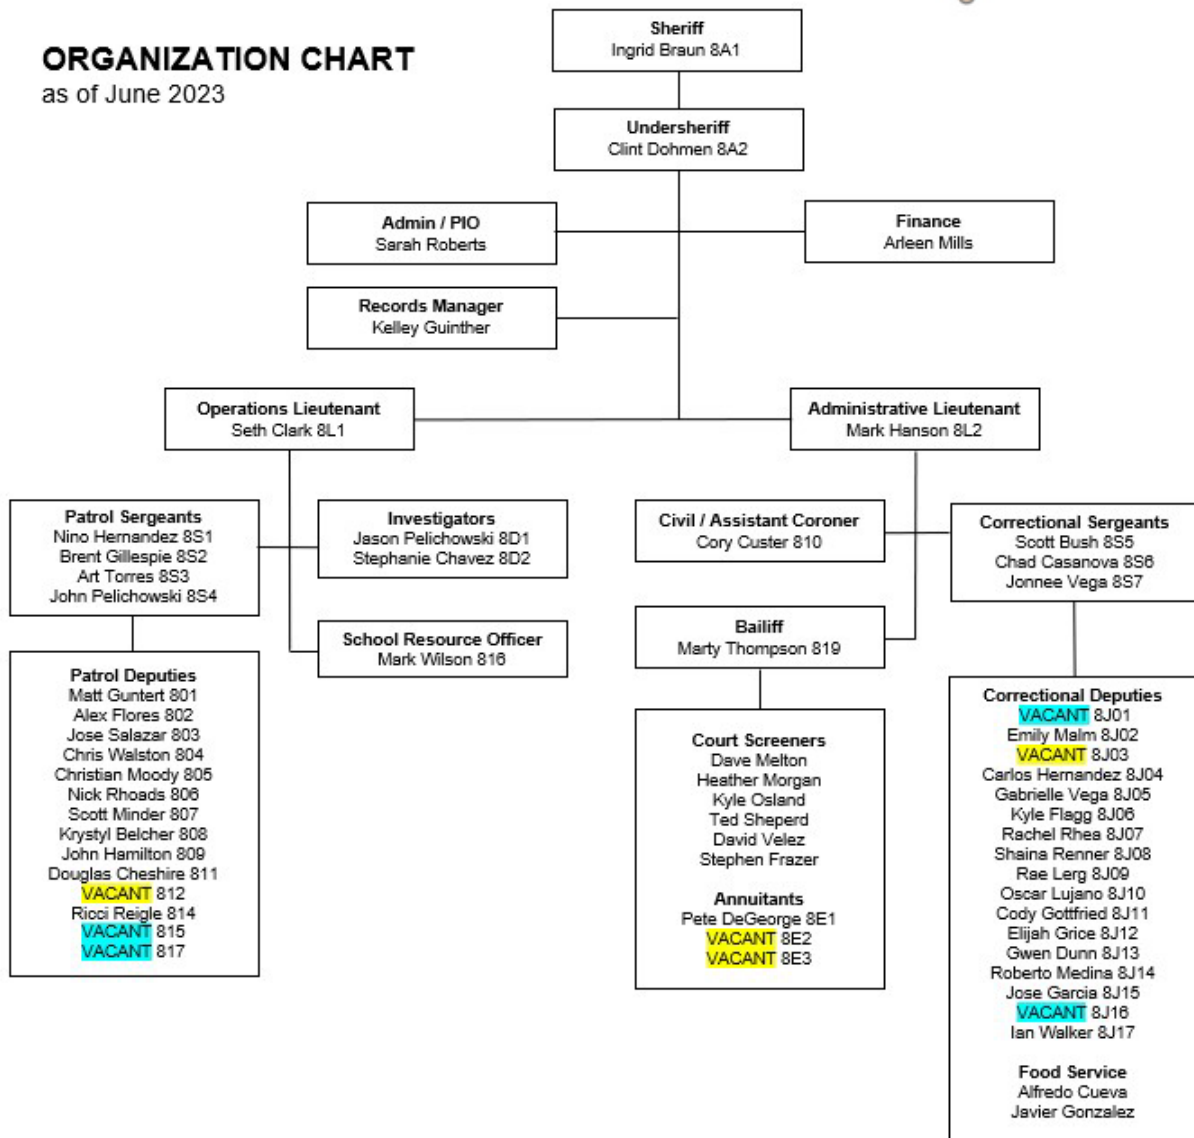 ORGANIZATION CHART
as of June 2023
Sheriff
Ingrid Braun 8A1
Undersheriff
Clint Dohmen 8A2
Admin / PIO
Sarah Roberts
Finance
Arleen Mills
Records Manager
Kelley Guinther
Operations Lieutenant
Seth Clark 8L1
Administrative Lieutenant
Mark Hanson 8L2
Patrol Sergeants
Nino Hernandez 8S1
Brent Gillespie 8S2
Art Torres 8S3
John Pelichowski 8S4
Investigators
Jason Pelichowski 8D1
Stephanie Chavez 8D2
Civil / Assistant Coroner
Cory Custer 810
Correctional Sergeants
Scott Bush 8S5
Chad Casanova 8S6
Jonnee Vega 8S7
School Resource Officer
Mark Wilson 816
Bailiff
Marty Thompson 819
Patrol Deputies
Matt Guntert 801
Alex Flores 802
Jose Salazar 803
Chris Walston 804
Christian Moody 805
Nick Rhoads 806
Scott Minder 807
Krystyl Belcher 808
John Hamilton 809
Douglas Cheshire 811
VACANT 812
Ricci Reigle 814
VACANT 815
VACANT 817
Court Screeners
Dave Melton
Heather Morgan
Kyle Osland
Ted Sheperd
David Velez
Stephen Frazer
Annuitants
Pete DeGeorge 8E1
VACANT 8E2
VACANT 8E3
Correctional Deputies
VACANT 8J01
Emily Malm 8J02
VACANT 8J03
Carlos Hernandez 8J04
Gabrielle Vega 8J05
Kyle Flagg 8J06
Rachel Rhea 8J07
Shaina Renner 8J08
Rae Lerg 8J09
Oscar Lujano 8J10
Cody Gottfried 8J11
Elijah Grice 8J12
Gwen Dunn 8J13
Roberto Medina 8J14
Jose Garcia 8J15
VACANT 8J16
Ian Walker 8J17
Food Service
Alfredo Cueva
Javier Gonzalez